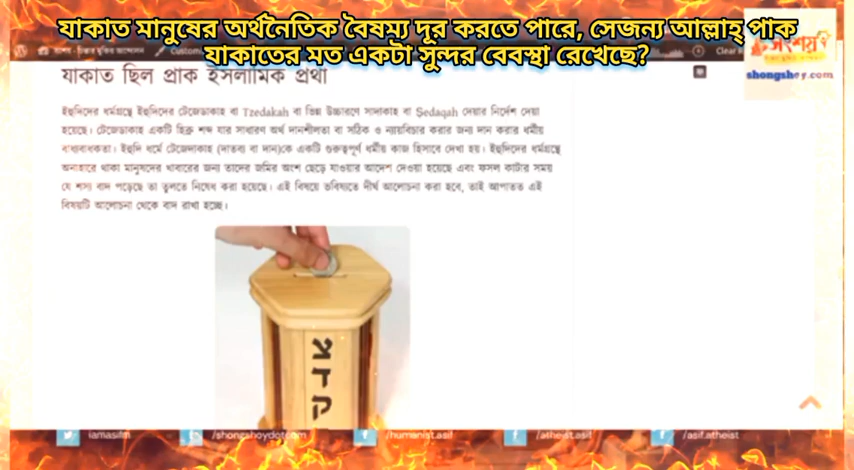 যাকাত মানুষের অর্থনৈতিক বৈষম্য দূর করতে পারে, সেজন্য আল্লাহ্ পাক
যাকাতের মত একটা সুন্দর বেবস্থা রেখেছে?
সংশয়
shongshoy.com
যাকাত ছিল প্রাক ইসলামিক প্রথা
ইহুদিদের ধর্মগ্রন্থে ইহুদিদের টেজেডাকাহ বা Tzedakah বা ভিন্ন উচ্চারণে সাদাকাহ বা Ṣedaqah দেয়ার নির্দেশ দেয়া
হয়েছে। টেজেডাকাহ একটি হিব্রু শব্দ যার সাধারণ অর্থ দানশীলতা বা সঠিক ও ন্যায়বিচার করার জন্য দান করার ধর্মীয়
বাধ্যবাধকতা। ইহুদি ধর্মে টেজেদাকাহ (দাতব্য বা দান)কে একটি গুরুত্বপূর্ণ ধর্মীয় কাজ হিসাবে দেখা হয়। ইহুদিদের ধর্মগ্রন্থে
অনাহারে থাকা মানুষদের খাবারের জন্য তাদের জমির অংশ ছেড়ে যাওয়ার আদেশ দেওয়া হয়েছে এবং ফসল কাটার সময়
যে শস্য বাদ পড়েছে তা তুলতে নিষেধ করা হয়েছে। এই বিষয়ে ভবিষ্যতে দীর্ঘ আলোচনা করা হবে, তাই আপাতত এই
বিষয়টি আলোচনা থেকে বাদ রাখা হচ্ছে।
צדק
iamasifm /shongshoydotcom /humanist.asif /atheist.asif /asif.atheist